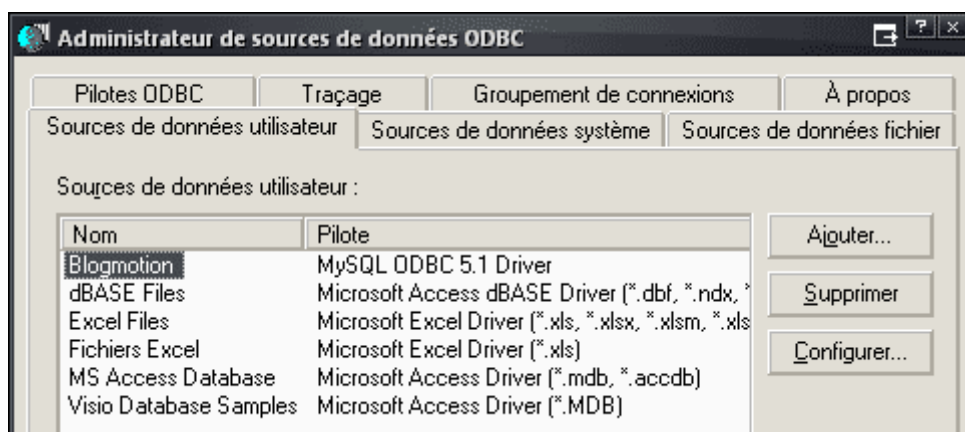 Administrateur de sources de données ODBC
Pilotes ODBC Traçage Groupement de connexions À propos
Sources de données utilisateur Sources de données système Sources de données fichier
Sources de données utilisateur :
Nom Pilote
Blogmotion MySQL ODBC 5.1 Driver
dBASE Files Microsoft Access dBASE Driver (*.dbf, *.ndx, *
Excel Files Microsoft Excel Driver (*.xls, *.xlsx, *.xlsm, *.xls
Fichiers Excel Microsoft Excel Driver (*.xls)
MS Access Database Microsoft Access Driver (*.mdb, *.accdb)
Visio Database Samples Microsoft Access Driver (*.MDB)
Ajouter...
Supprimer
Configurer...